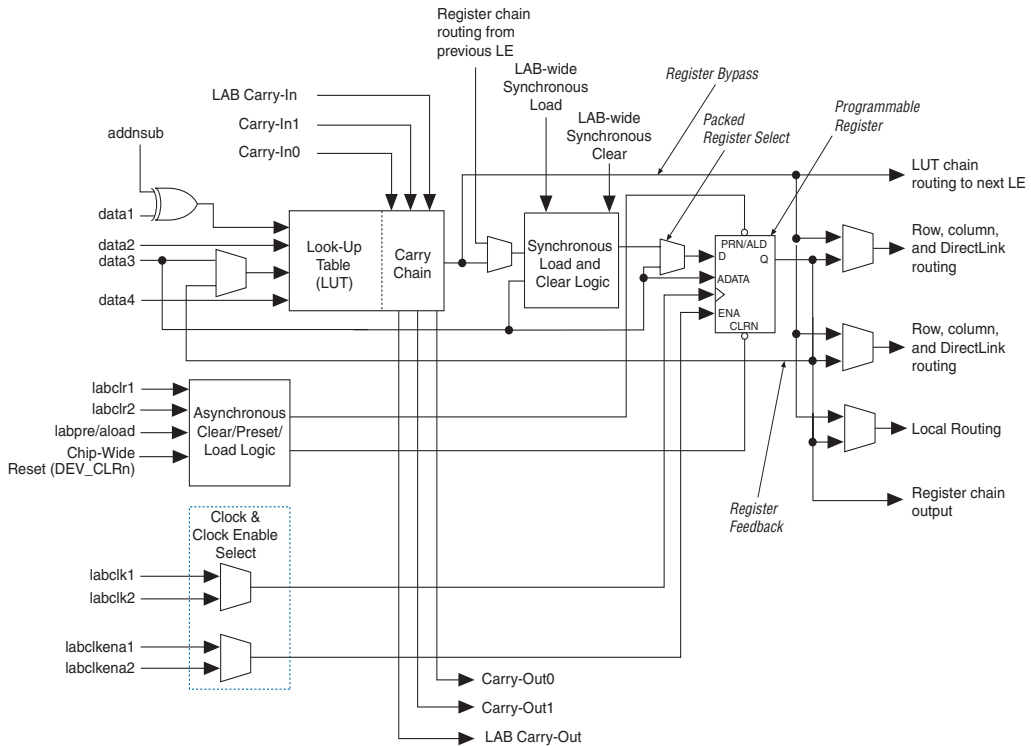 Register chain
routing from
previous LE
LAB-wide
Synchronous
Load
LAB-wide
Synchronous
Clear
Register Bypass
Packed
Register Select
Programmable
Register
LAB Carry-In
Carry-In1
Carry-In0
addnsub
data1
data2
data3
data4
Look-Up
Table
(LUT)
Carry
Chain
Synchronous
Load and
Clear Logic
PRN/ALD
D
Q
ADATA
ENA
CLRN
LUT chain
routing to next LE
Row, column,
and DirectLink
routing
Row, column,
and DirectLink
routing
Local Routing
Register chain
output
Register
Feedback
labclr1
labclr2
labpre/aload
Chip-Wide
Reset (DEV_CLRn)
Asynchronous
Clear/Preset/
Load Logic
Clock &
Clock Enable
Select
labclk1
labclk2
labclkena1
labclkena2
Carry-Out0
Carry-Out1
LAB Carry-Out